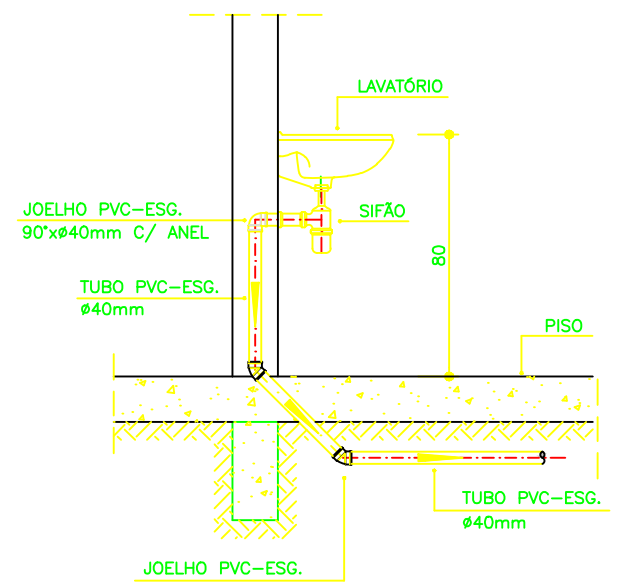 LAVATÓRIO
JOELHO PVC-ESG.
90°xø40mm C/ ANEL
SIFÃO
80
TUBO PVC-ESG.
ø40mm
PISO
TUBO PVC-ESG.
ø40mm
JOELHO PVC-ESG.